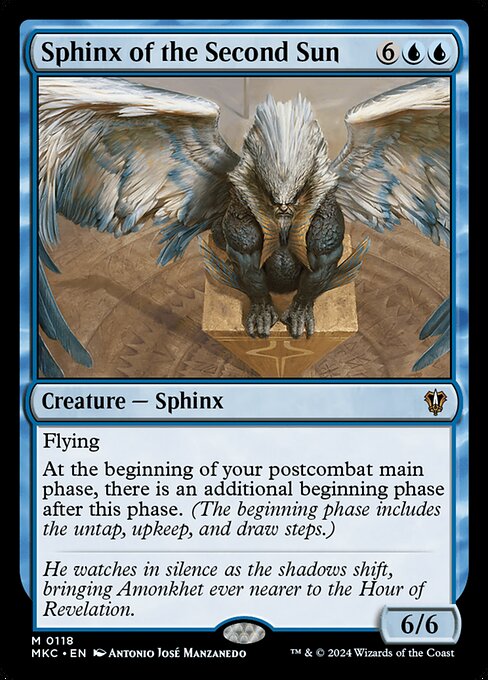 Sphinx of the Second Sun 6
Creature — Sphinx
Flying
At the beginning of your postcombat main
phase, there is an additional beginning phase
after this phase. (The beginning phase includes
the untap, upkeep, and draw steps.)
He watches in silence as the shadows shift,
bringing Amonkhet ever nearer to the Hour of
Revelation.
6/6
M 0118
MKC • EN Antonio José Manzanedo
™ & © 2024 Wizards of the Coast